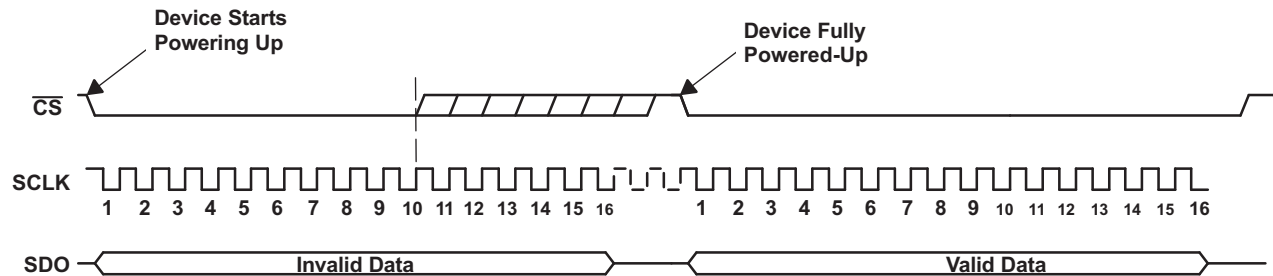 Device Starts
Powering Up
Device Fully
Powered-Up
CS
SCLK
1 2 3 4 5 6 7 8 9 10 11 12 13 14 15 16 1 2 3 4 5 6 7 8 9 10 11 12 13 14 15 16
SDO Invalid Data Valid Data